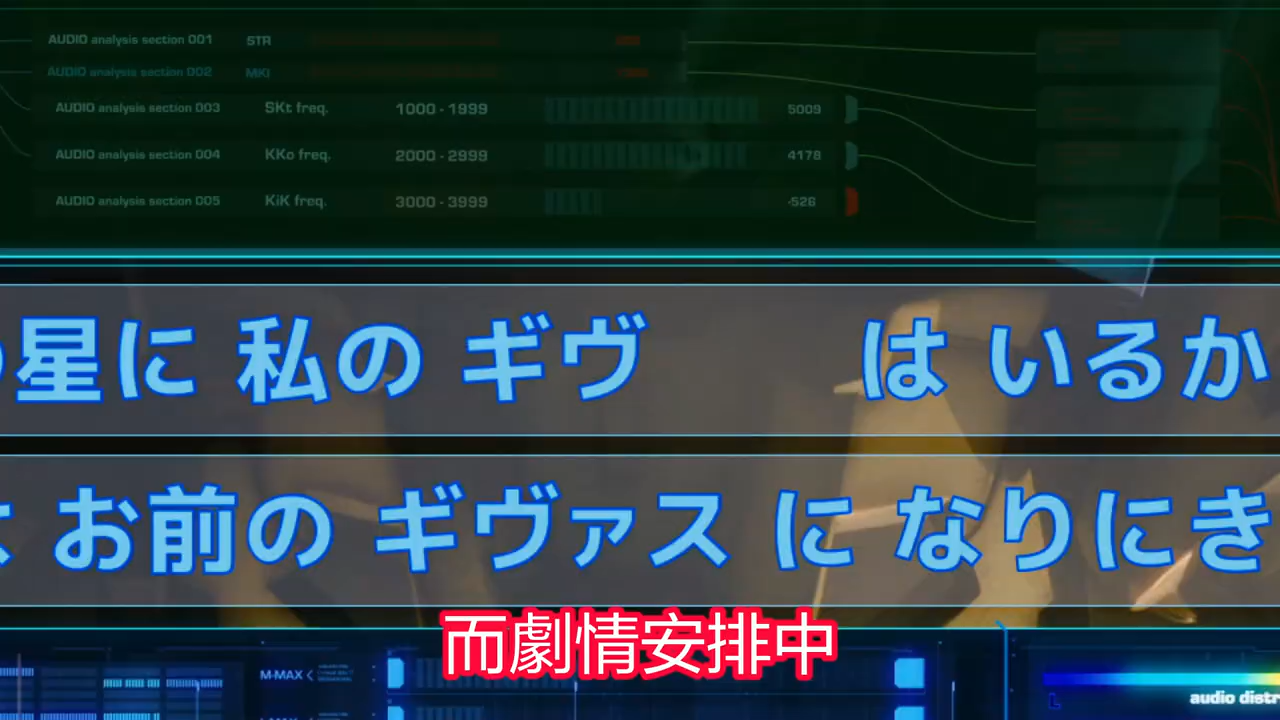 AUDIO analysis section 001 STR
AUDIO analysis section 002 MKI
AUDIO analysis section 003 SKt freq. 1000 - 1999 5009
AUDIO analysis section 004 KKo freq. 2000 - 2999 4178
AUDIO analysis section 005 KiK freq. 3000 - 3999 -526
の星に 私の ギヴ は いるか
お前の ギヴァス に なりにき
而劇情安排中
M-MAX
L
audio distr